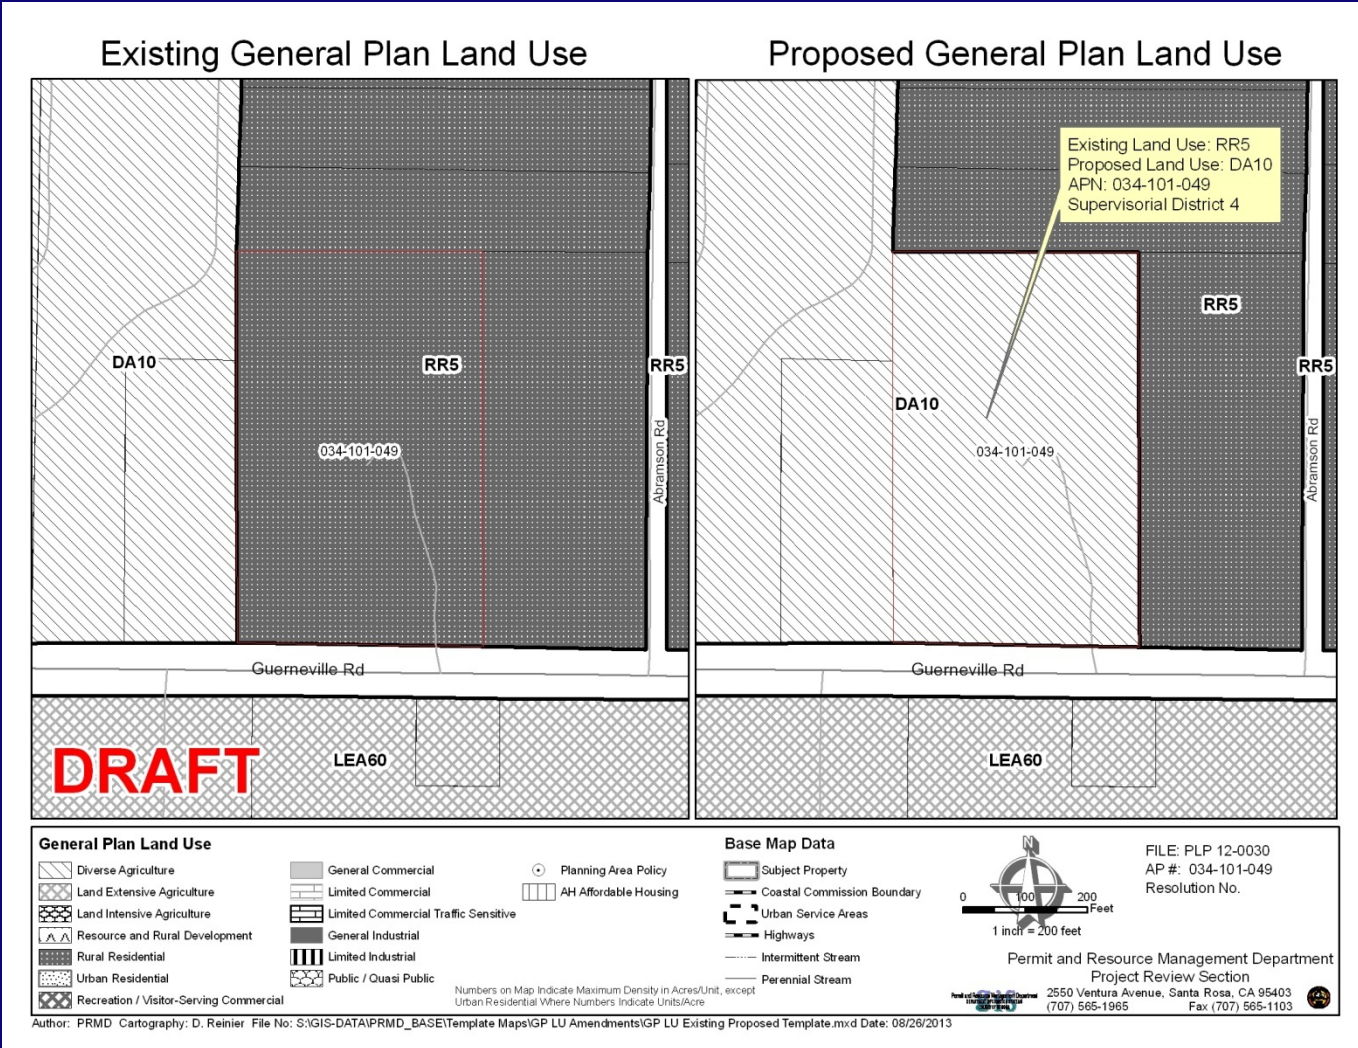 Existing General Plan Land Use
Proposed General Plan Land Use
DA10
RR5
RR5
034-101-049
Abramson Rd
Guerneville Rd
LEA60
DRAFT
Existing Land Use: RR5
Proposed Land Use: DA10
APN: 034-101-049
Supervisorial District 4
RR5
RR5
DA10
034-101-049
Abramson Rd
Guerneville Rd
LEA60
General Plan Land Use
Diverse Agriculture
Land Extensive Agriculture
Land Intensive Agriculture
Resource and Rural Development
Rural Residential
Urban Residential
Recreation / Visitor-Serving Commercial
General Commercial
Limited Commercial
Limited Commercial Traffic Sensitive
General Industrial
Limited Industrial
Public / Quasi Public
Planning Area Policy
AH Affordable Housing
Numbers on Map Indicate Maximum Density in Acres/Unit, except
Urban Residential Where Numbers Indicate Units/Acre
Base Map Data
Subject Property
Coastal Commission Boundary
Urban Service Areas
Highways
Intermittent Stream
Perennial Stream
N
0 100 200
Feet
1 inch = 200 feet
FILE: PLP 12-0030
AP #: 034-101-049
Resolution No.
Permit and Resource Management Department
Project Review Section
2550 Ventura Avenue, Santa Rosa, CA 95403
(707) 565-1965 Fax (707) 565-1103
Author: PRMD Cartography: D. Reinier File No: S:\GIS-DATA\PRMD_BASE\Template Maps\GP LU Amendments\GP LU Existing Proposed Template.mxd Date: 08/26/2013